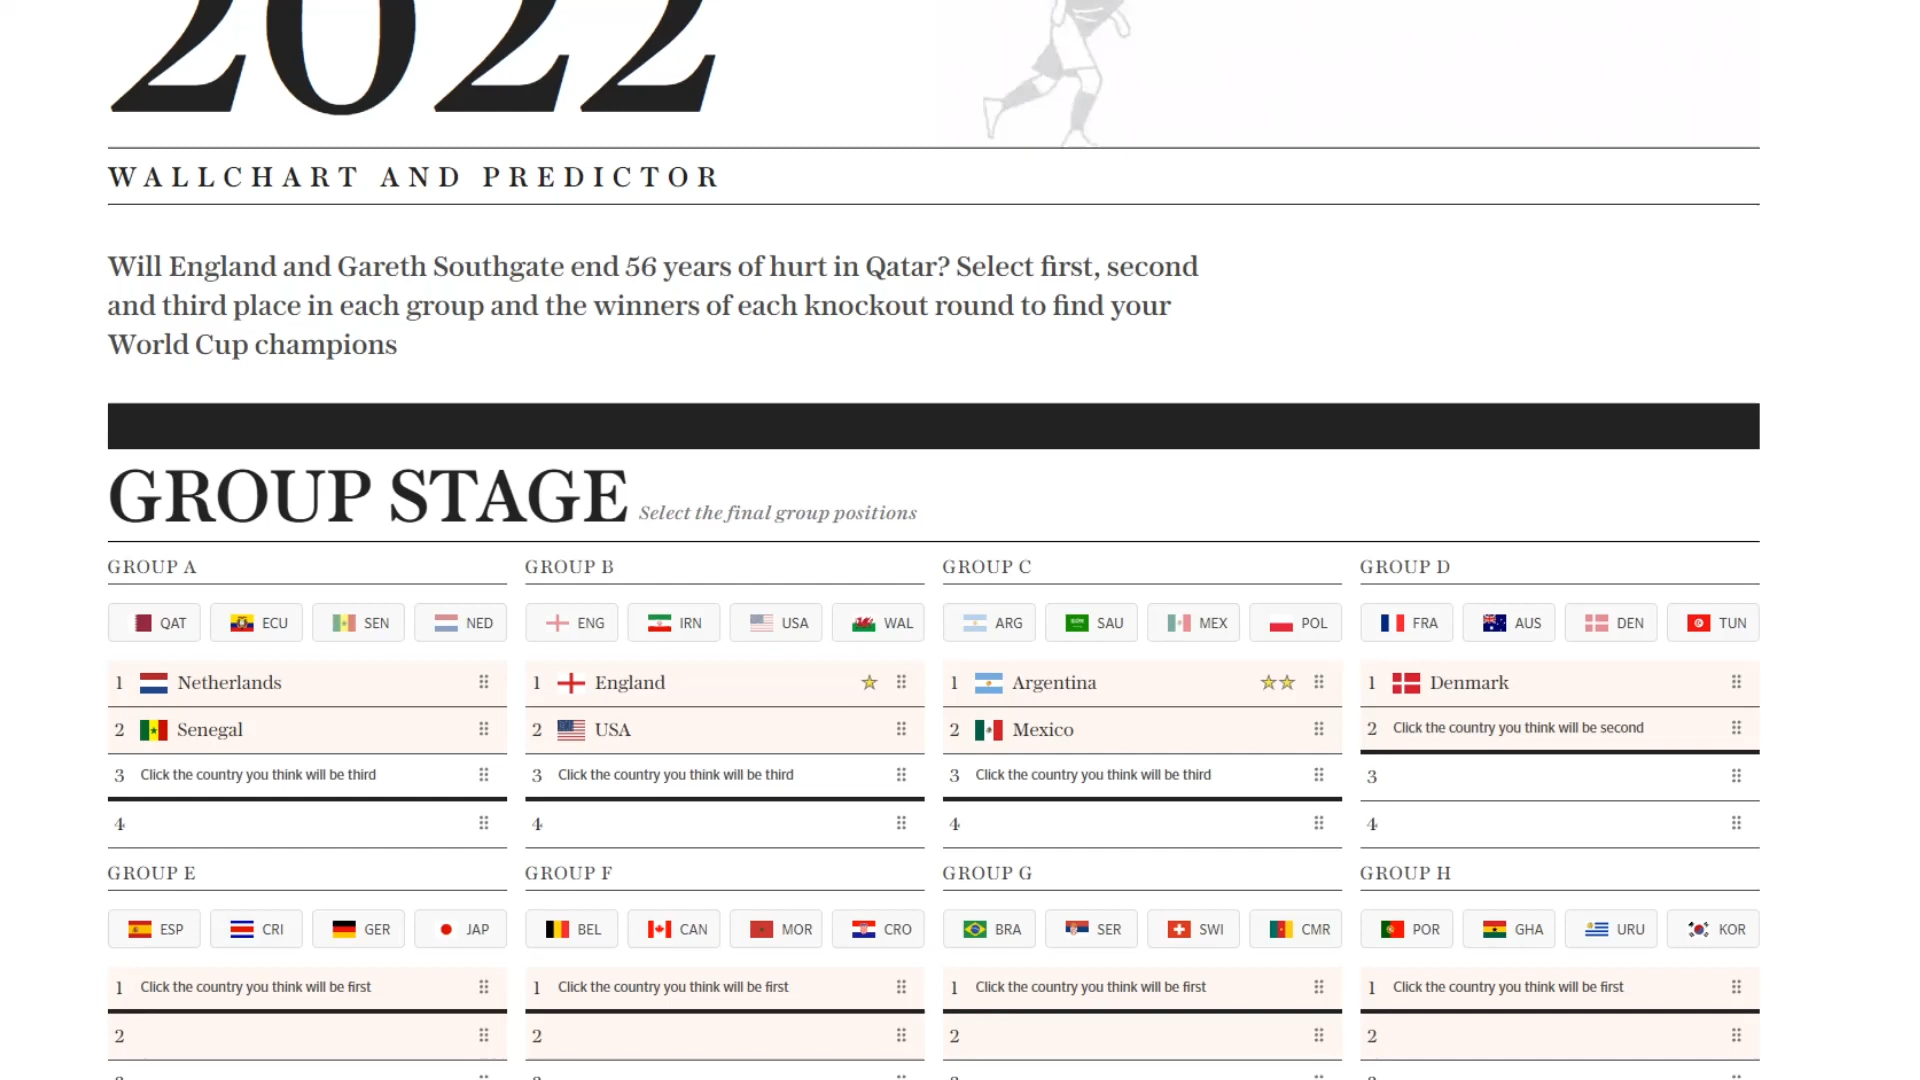 2022
WALLCHART AND PREDICTOR
Will England and Gareth Southgate end 56 years of hurt in Qatar? Select first, second
and third place in each group and the winners of each knockout round to find your
World Cup champions
GROUP STAGE Select the final group positions
GROUP A
QAT ECU SEN NED
1 Netherlands
2 Senegal
3 Click the country you think will be third
4
GROUP B
ENG IRN USA WAL
1 England
2 USA
3 Click the country you think will be third
4
GROUP C
ARG SAU MEX POL
1 Argentina
2 Mexico
3 Click the country you think will be third
4
GROUP D
FRA AUS DEN TUN
1 Denmark
2 Click the country you think will be second
3
4
GROUP E
ESP CRI GER JAP
1 Click the country you think will be first
2
GROUP F
BEL CAN MOR CRO
1 Click the country you think will be first
2
GROUP G
BRA SER SWI CMR
1 Click the country you think will be first
2
GROUP H
POR GHA URU KOR
1 Click the country you think will be first
2